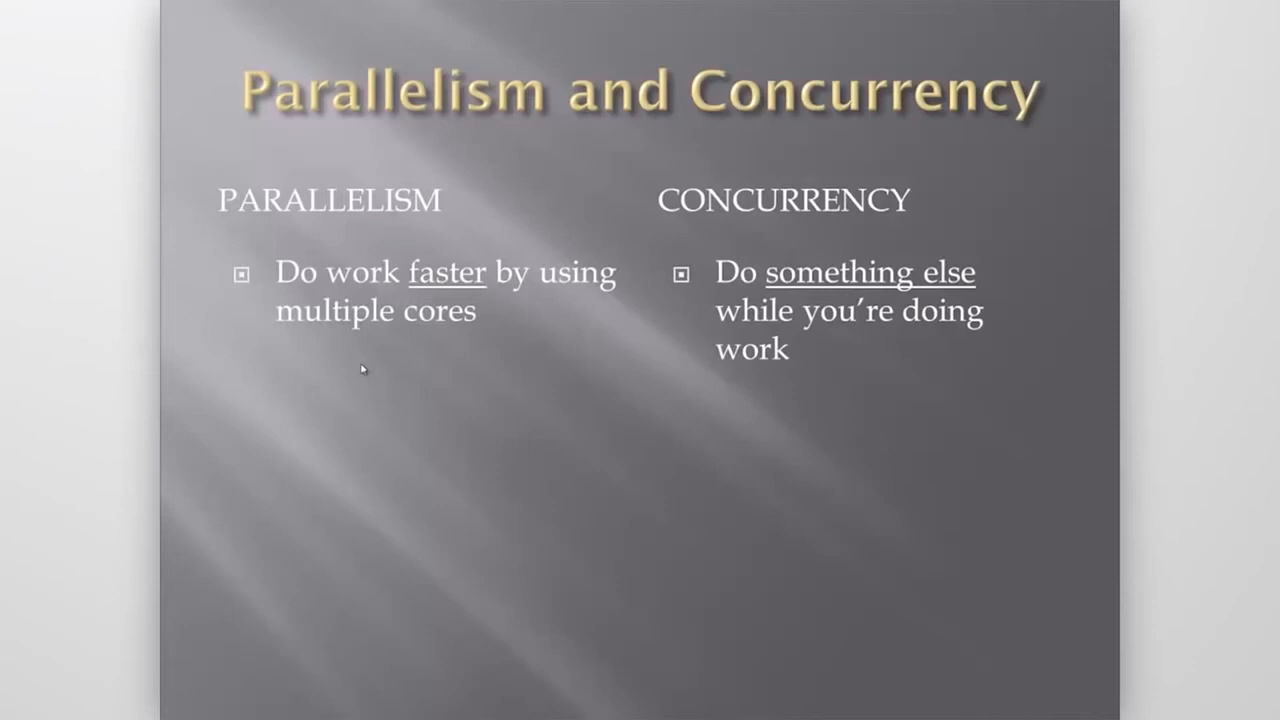 Parallelism and Concurrency
PARALLELISM
Do work faster by using
multiple cores
CONCURRENCY
Do something else
while you’re doing
work